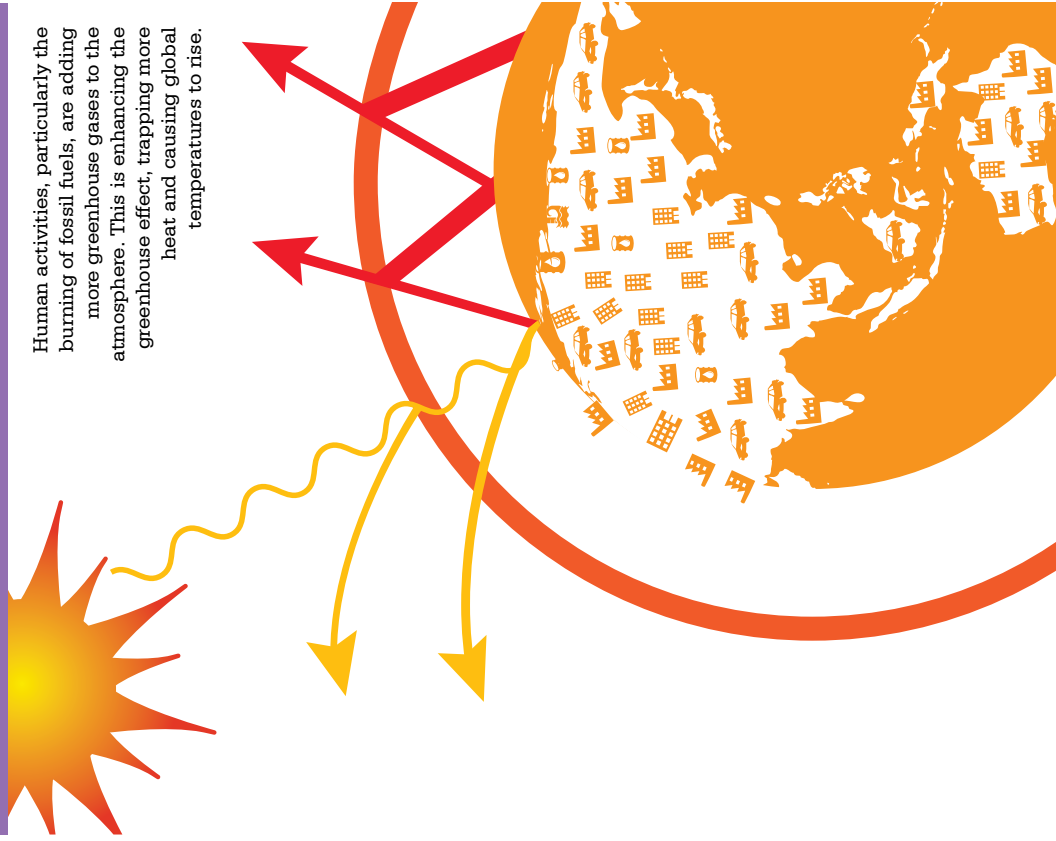 Human activities, particularly the
burning of fossil fuels, are adding
more greenhouse gases to the
atmosphere. This is enhancing the
greenhouse effect, trapping more
heat and causing global
temperatures to rise.